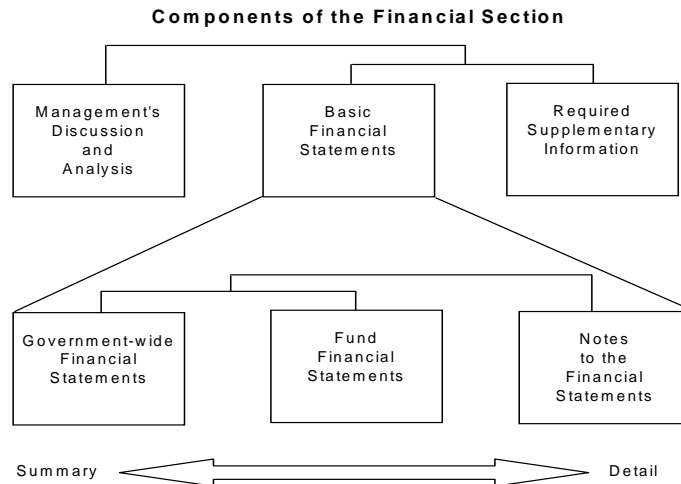 Components of the Financial Section
Management's
Discussion
and
Analysis
Basic
Financial
Statements
Required
Supplementary
Information
Government-wide
Financial
Statements
Fund
Financial
Statements
Notes
to the
Financial
Statements
Summary
Detail